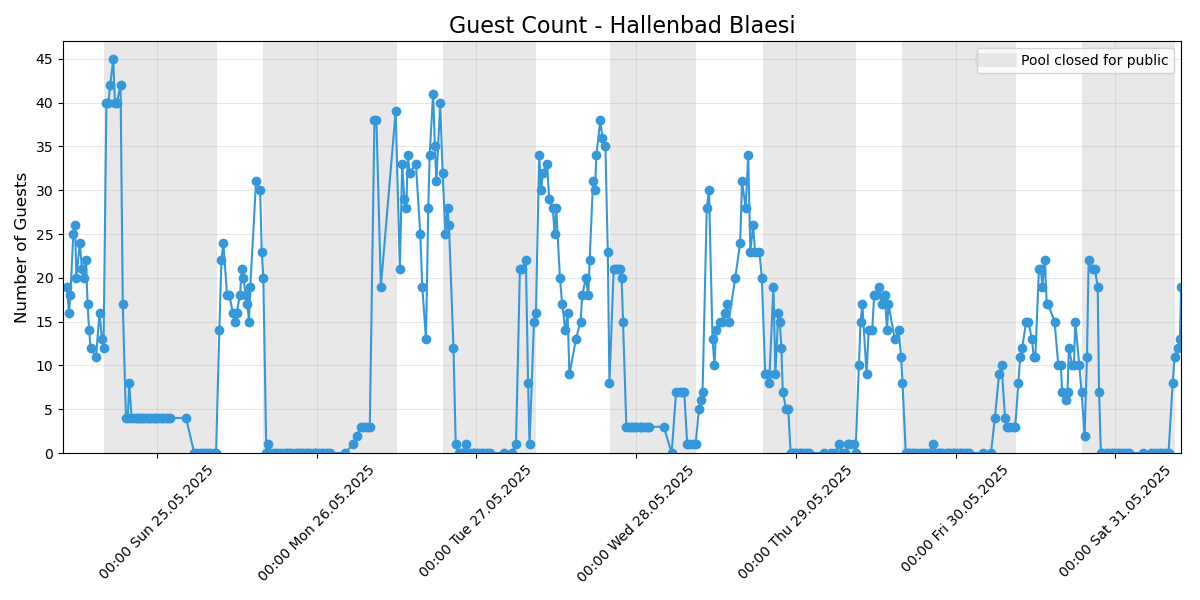 Guest Count - Hallenbad Blaesi
Pool closed for public
Number of Guests
45
40
35
30
25
20
15
10
5
0
00:00 Sun 25.05.2025
00:00 Mon 26.05.2025
00:00 Tue 27.05.2025
00:00 Wed 28.05.2025
00:00 Thu 29.05.2025
00:00 Fri 30.05.2025
00:00 Sat 31.05.2025